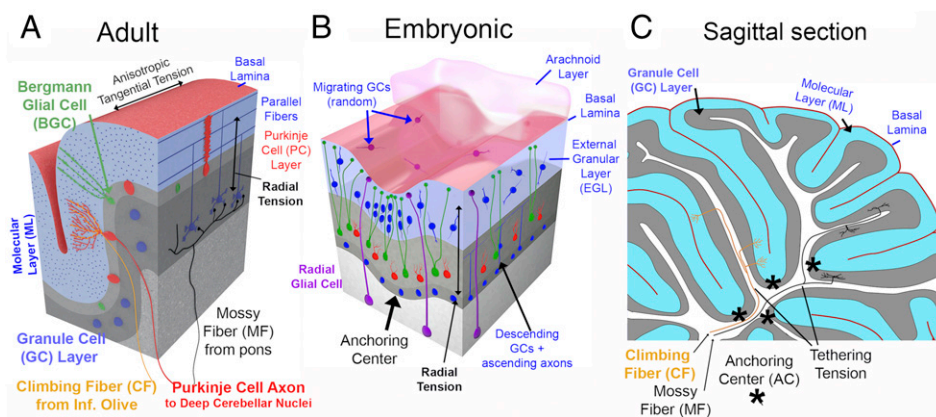 A
Adult
Bergmann
Glial Cell
(BGC)
Anisotropic
Tangential Tension
Basal
Lamina
Parallel
Fibers
Purkinje
Cell (PC)
Layer
Radial
Tension
Molecular
Layer (ML)
Granule Cell
(GC) Layer
Mossy
Fiber (MF)
from pons
Climbing Fiber (CF)
from Inf. Olive
Purkinje Cell Axon
to Deep Cerebellar Nuclei
B
Embryonic
Migrating GCs
(random)
Arachnoid
Layer
Basal
Lamina
External
Granular
Layer (EGL)
Radial
Glial Cell
Anchoring
Center
Radial
Tension
Descending
GCs +
ascending axons
C
Sagittal section
Granule Cell
(GC) Layer
Molecular
Layer (ML)
Basal
Lamina
* * * *
Climbing
Fiber (CF)
Mossy
Fiber (MF)
Anchoring
Center (AC)
*
Tethering
Tension